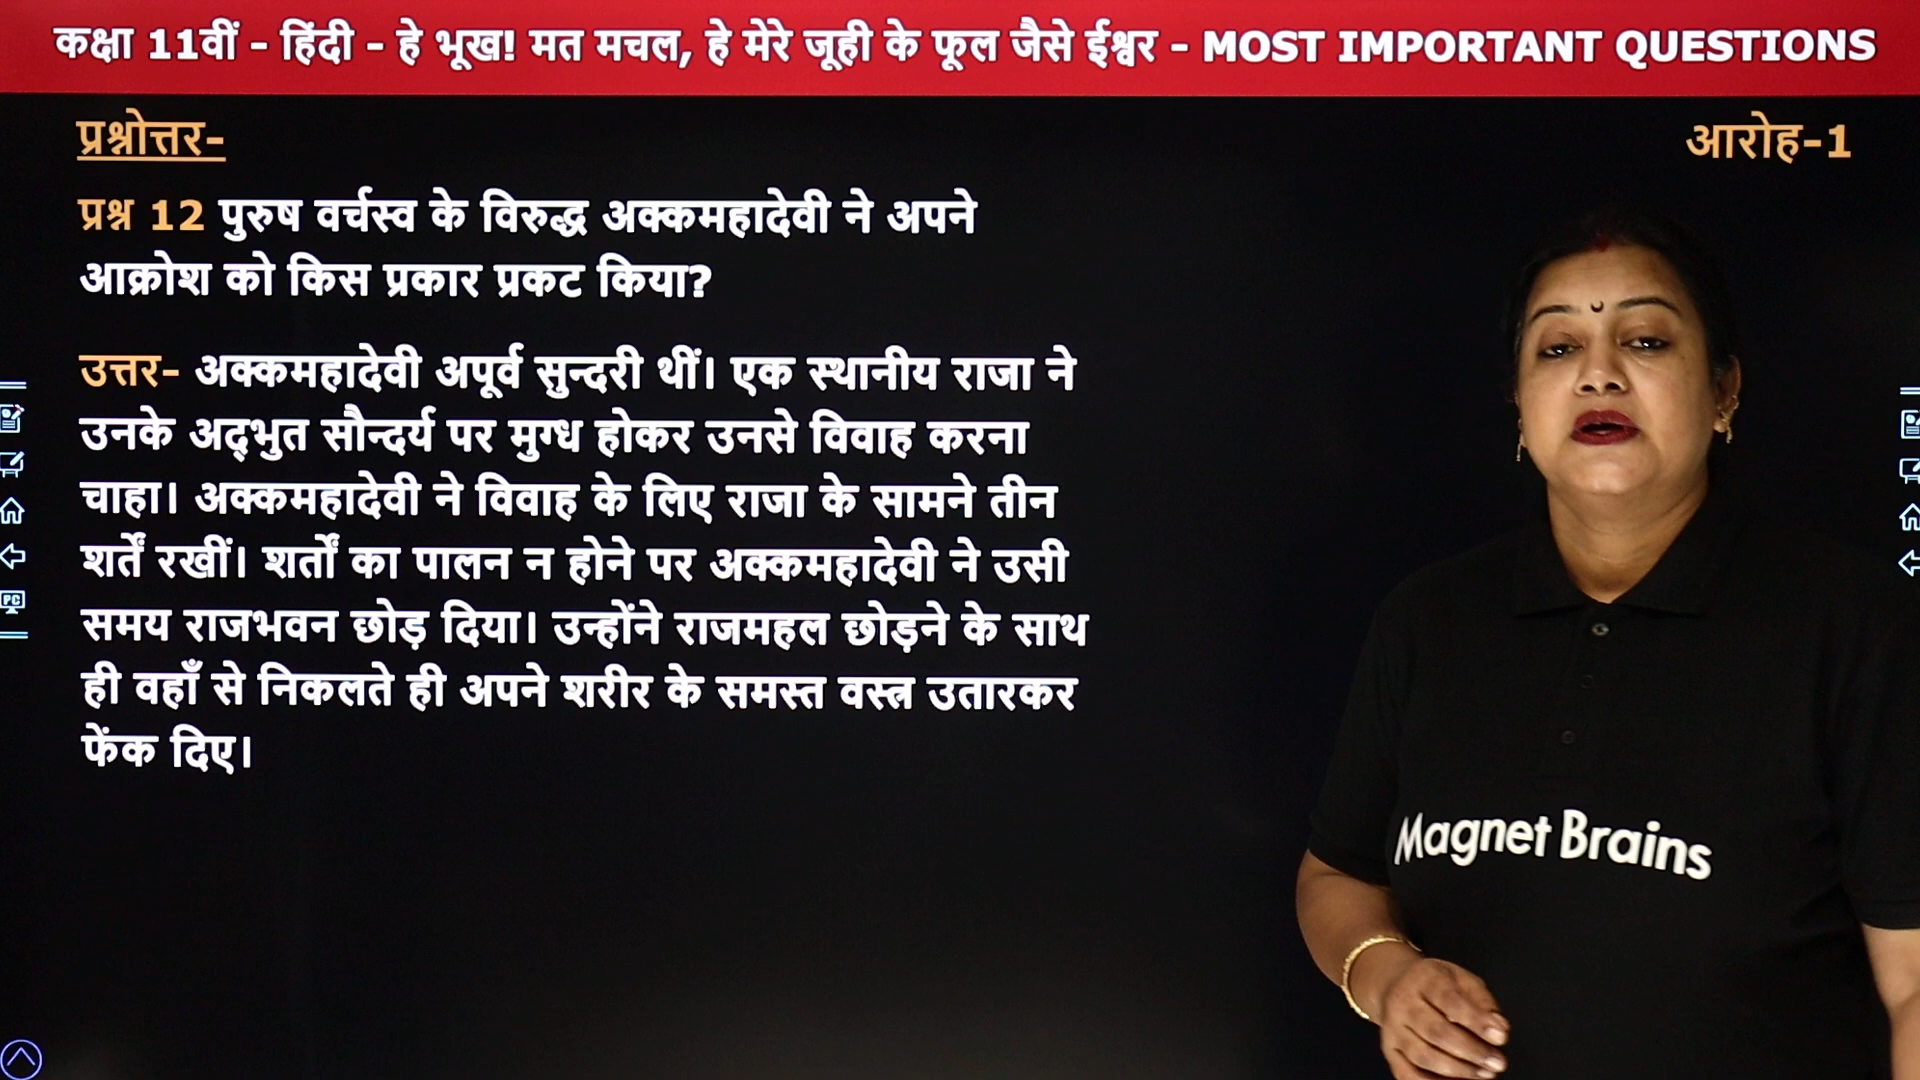 कक्षा 11वीं - हिंदी - हे भूख! मत मचल, हे मेरे जूही के फूल जैसे ईश्वर - MOST IMPORTANT QUESTIONS
प्रश्नोत्तर-
आरोह-1
प्रश्न 12 पुरुष वर्चस्व के विरुद्ध अक्कमहादेवी ने अपने
आक्रोश को किस प्रकार प्रकट किया?
उत्तर- अक्कमहादेवी अपूर्व सुन्दरी थीं। एक स्थानीय राजा ने
उनके अद्‌भुत सौन्दर्य पर मुग्ध होकर उनसे विवाह करना
चाहा। अक्कमहादेवी ने विवाह के लिए राजा के सामने तीन
शर्तें रखीं। शर्तों का पालन न होने पर अक्कमहादेवी ने उसी
समय राजभवन छोड़ दिया। उन्होंने राजमहल छोड़ने के साथ
ही वहाँ से निकलते ही अपने शरीर के समस्त वस्त्र उतारकर
फेंक दिए।
Magnet Brains
PC